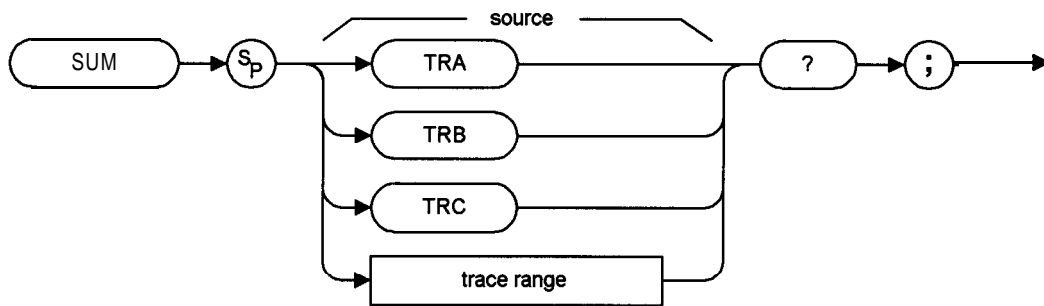 source
SUM SP TRA ? ;
TRB
TRC
trace range